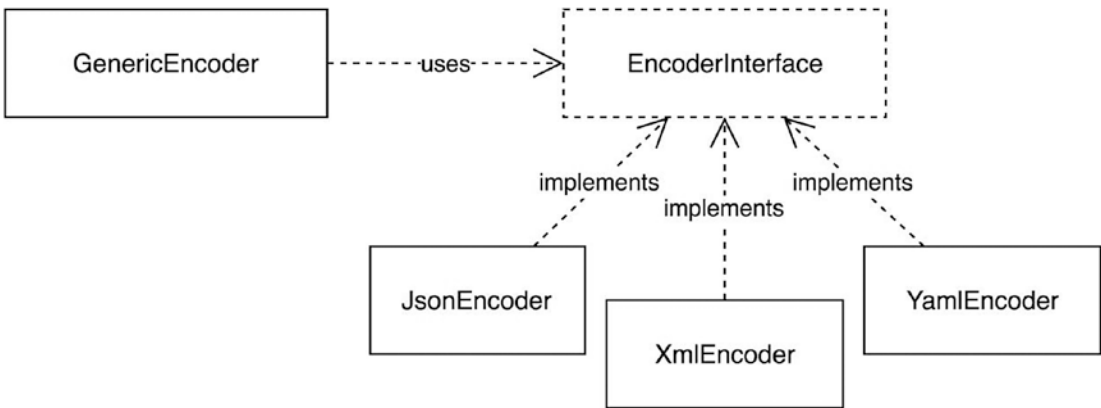 GenericEncoder
uses
EncoderInterface
implements
implements
implements
JsonEncoder
XmlEncoder
YamlEncoder